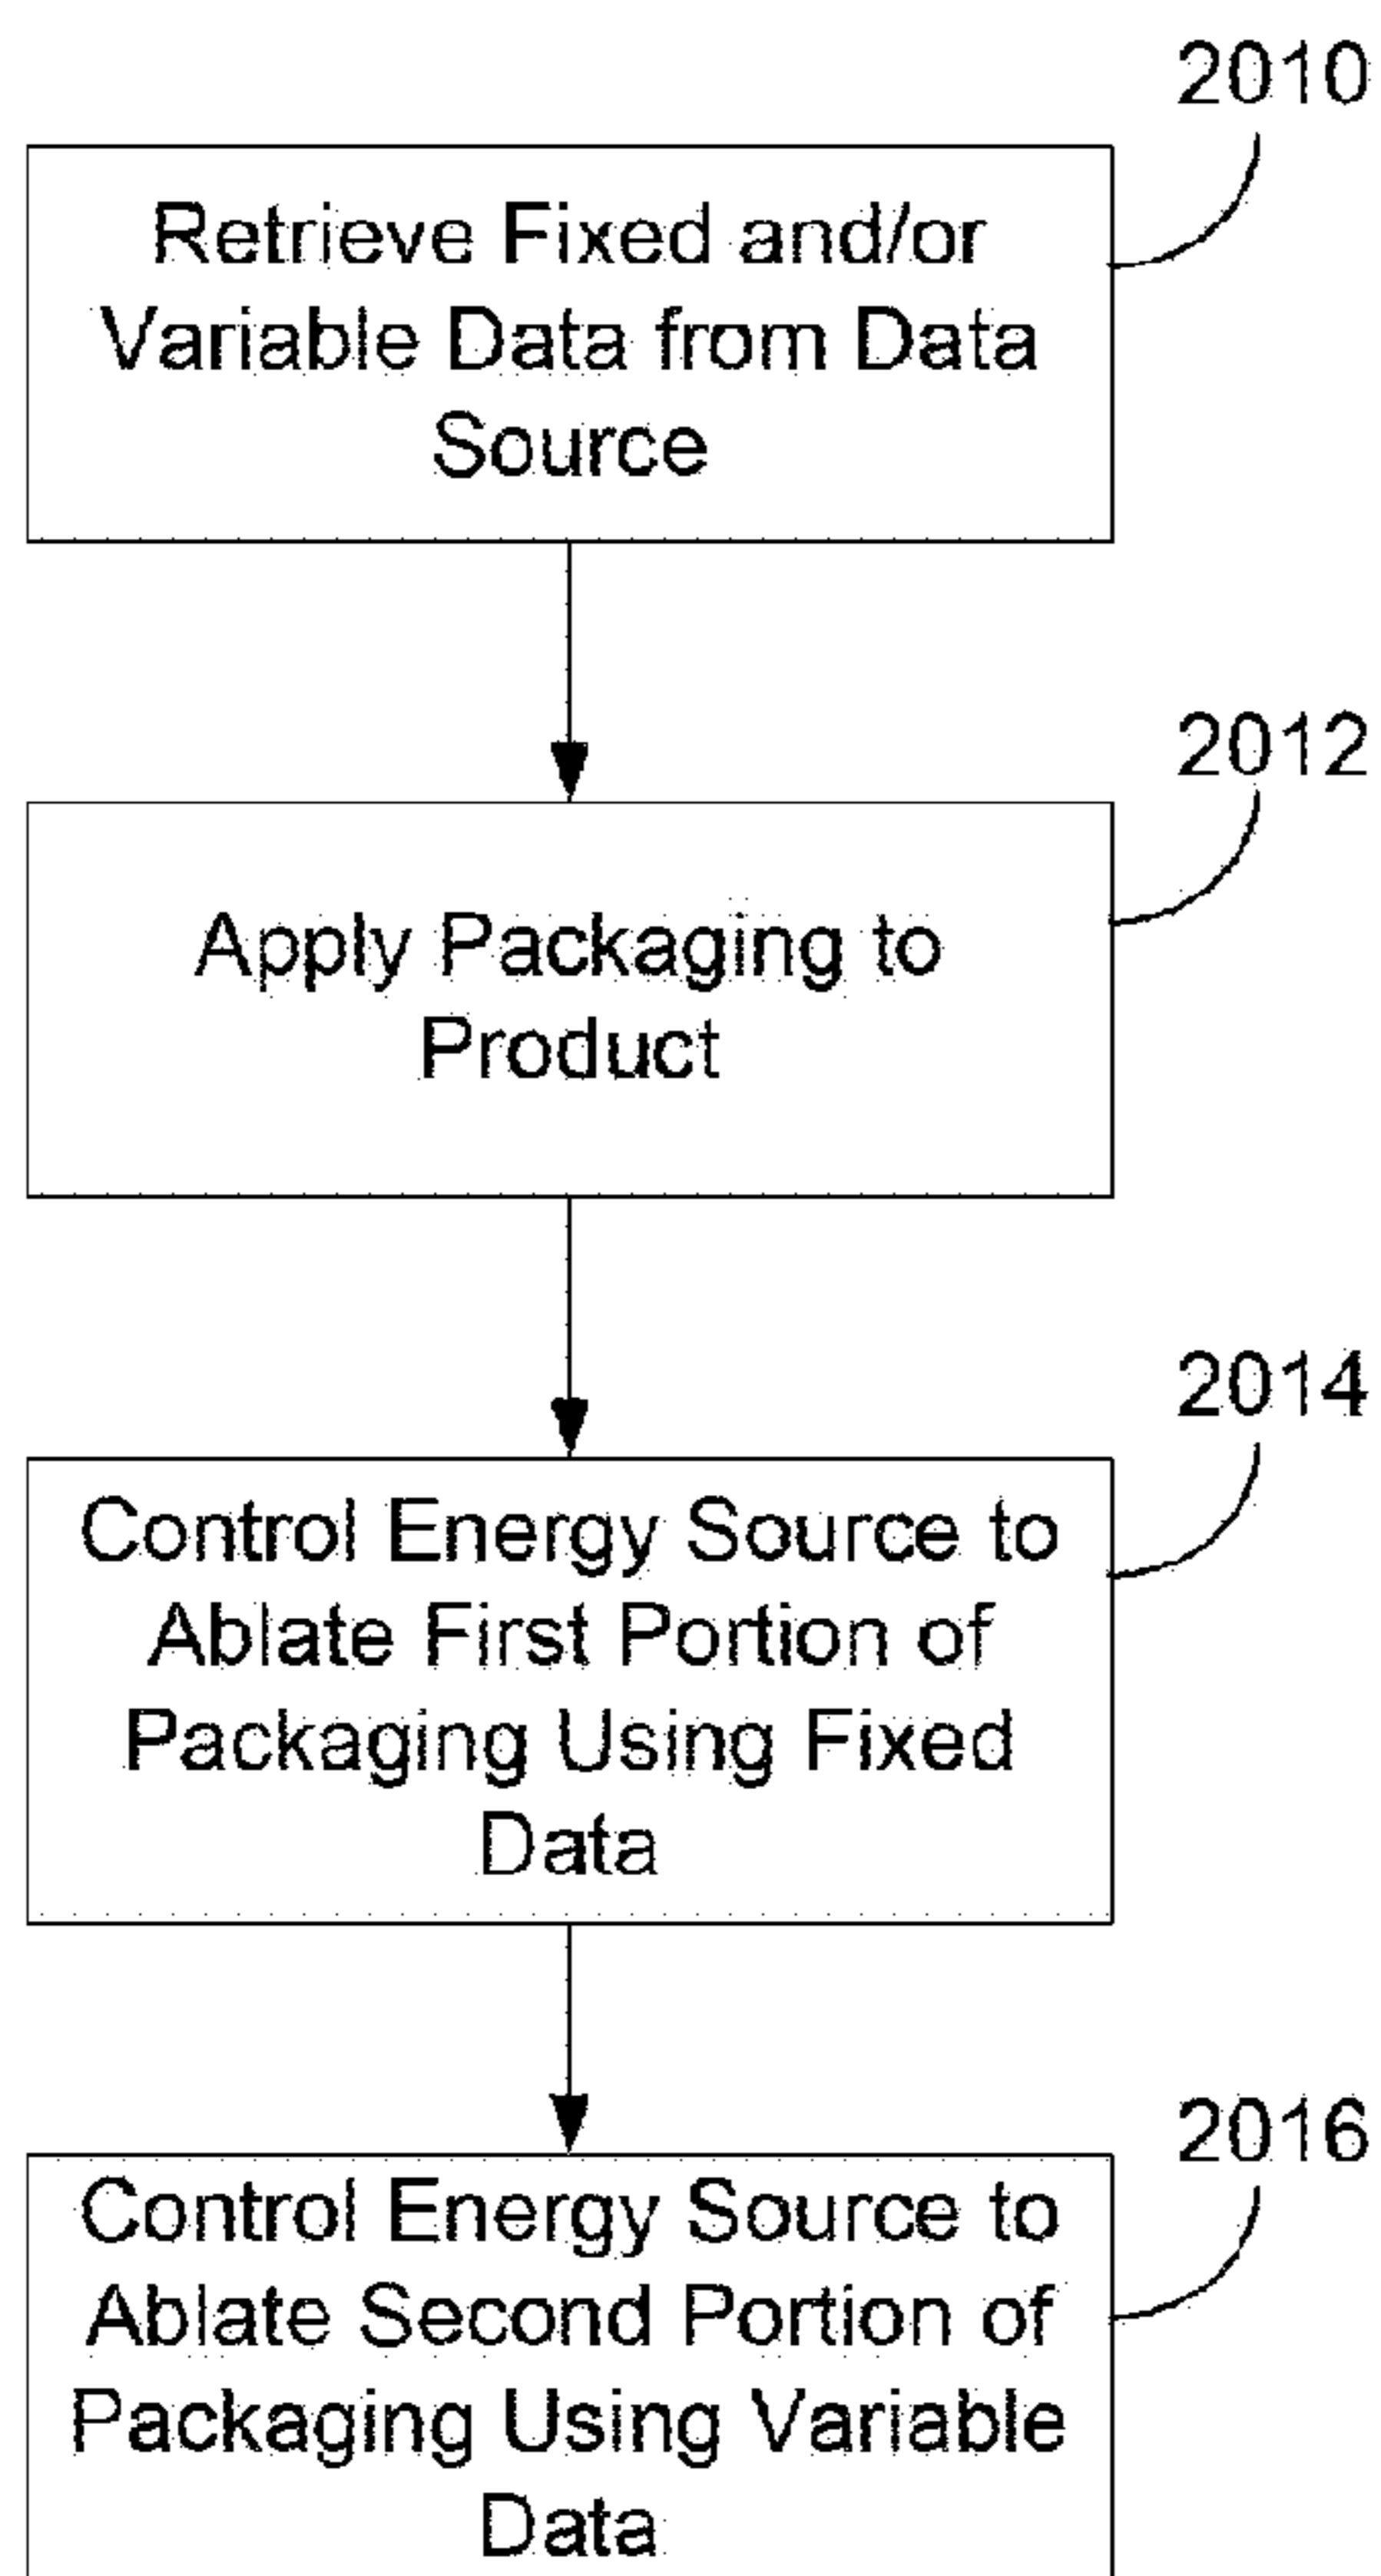 2010
Retrieve Fixed and/or
Variable Data from Data
Source
2012
Apply Packaging to
Product
2014
Control Energy Source to
Ablate First Portion of
Packaging Using Fixed
Data
2016
Control Energy Source to
Ablate Second Portion of
Packaging Using Variable
Data